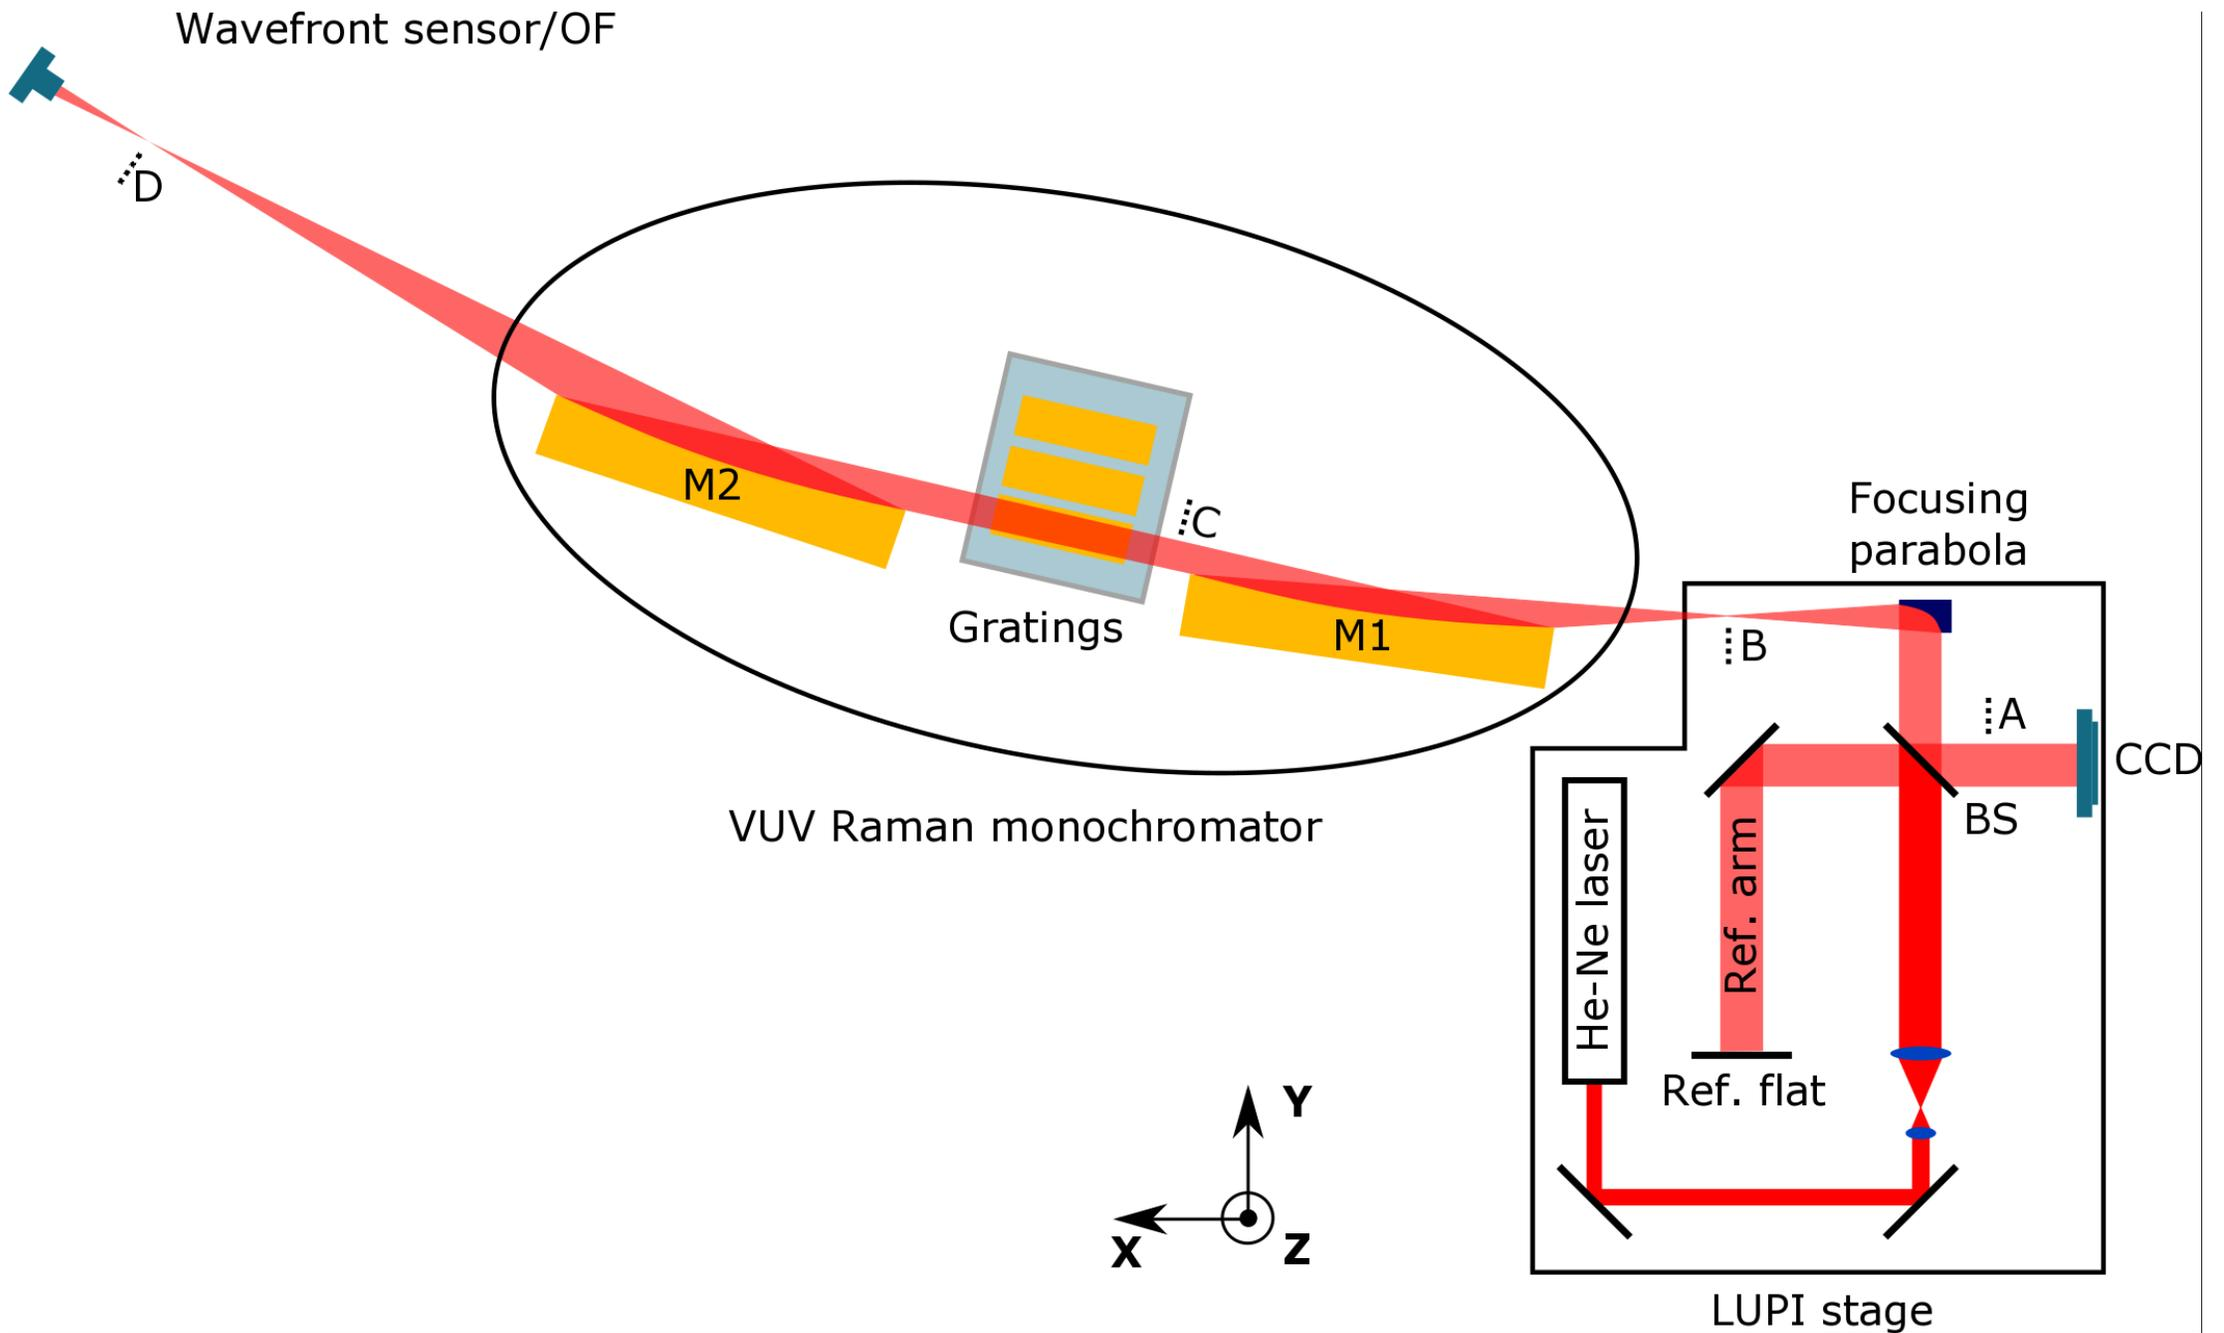 Wavefront sensor/OF
D
M2
Gratings
C
M1
VUV Raman monochromator
Focusing
parabola
B
A
CCD
BS
He-Ne laser
Ref. arm
Ref. flat
Y
X
Z
LUPI stage